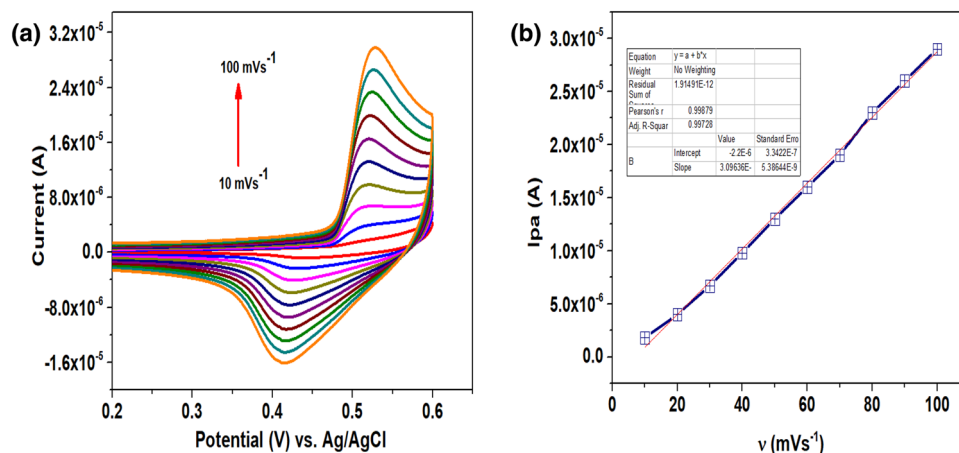 (a)
3.2x10⁻⁵
2.4x10⁻⁵
1.6x10⁻⁵
8.0x10⁻⁶
0.0
-8.0x10⁻⁶
-1.6x10⁻⁵
Current (A)
100 mVs⁻¹
10 mVs⁻¹
0.2 0.3 0.4 0.5 0.6
Potential (V) vs. Ag/AgCl
(b)
3.0x10⁻⁵
2.5x10⁻⁵
2.0x10⁻⁵
1.5x10⁻⁵
1.0x10⁻⁵
5.0x10⁻⁶
0.0
Ipa (A)
Equation y = a + b*x
Weight No Weighting
Residual 1.91491E-12
Sum of
Pearson's r 0.99879
Adj. R-Squar 0.99728
Value Standard Erro
B Intercept -2.2E-6 3.3422E-7
Slope 3.09636E- 5.38644E-9
0 20 40 60 80 100
ν (mVs⁻¹)